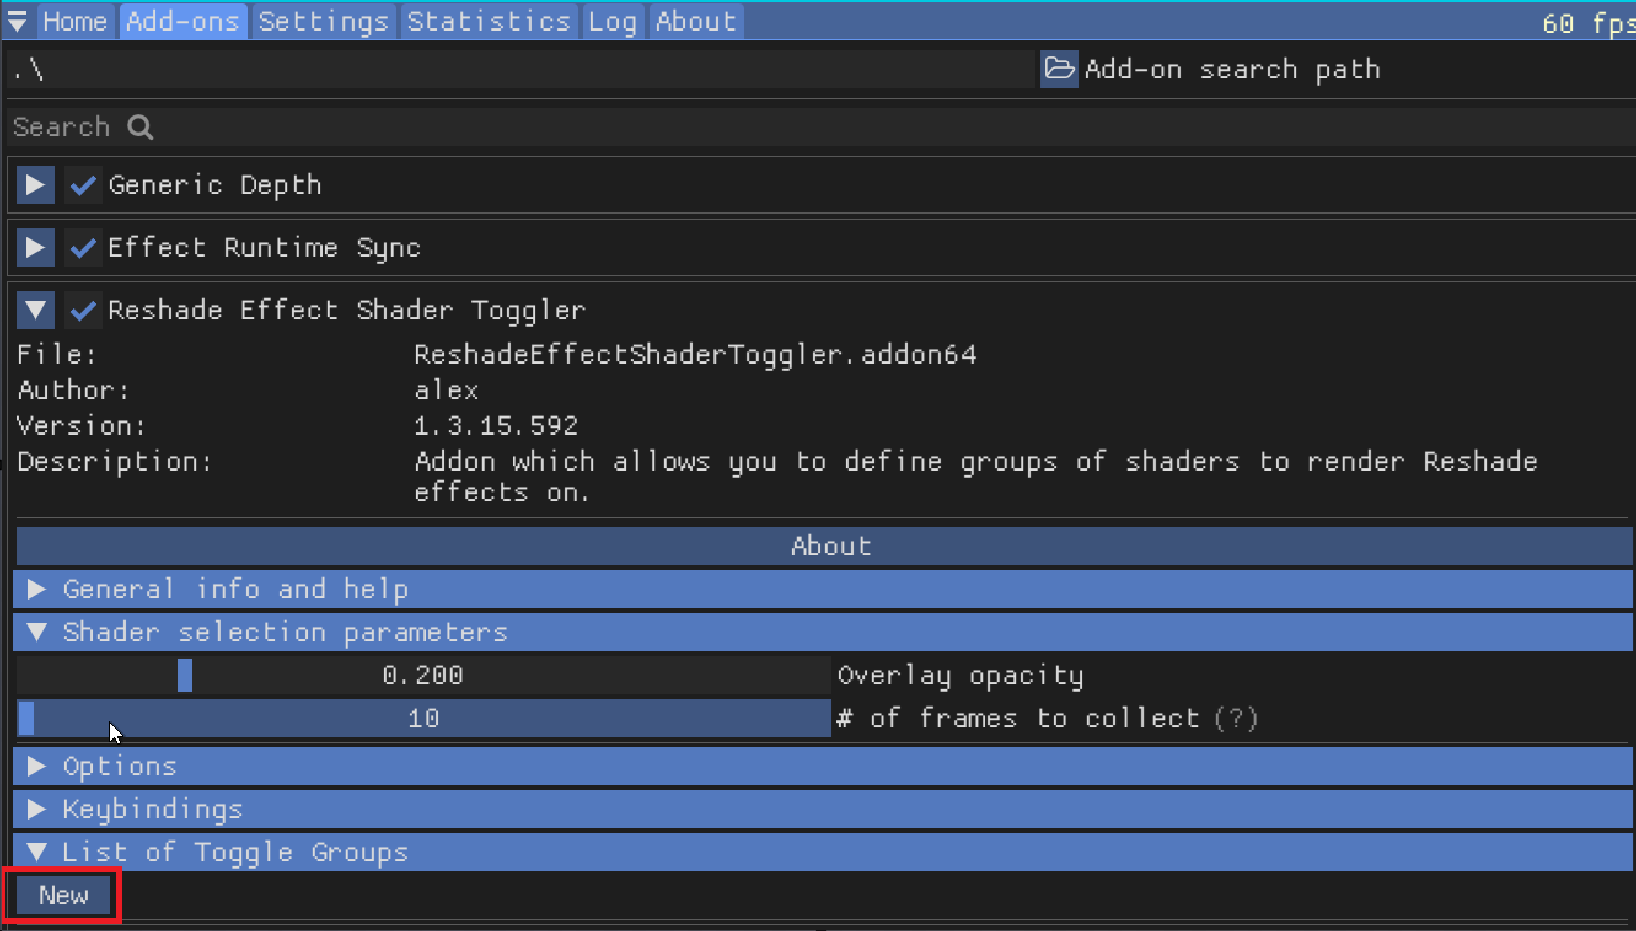 Home Add-ons Settings Statistics Log About 60 fps
.\ Add-on search path
Search
Generic Depth
Effect Runtime Sync
Reshade Effect Shader Toggler
File: ReshadeEffectShaderToggler.addon64
Author: alex
Version: 1.3.15.592
Description: Addon which allows you to define groups of shaders to render Reshade
effects on.
About
General info and help
Shader selection parameters
0.200 Overlay opacity
10 # of frames to collect (?)
Options
Keybindings
List of Toggle Groups
New